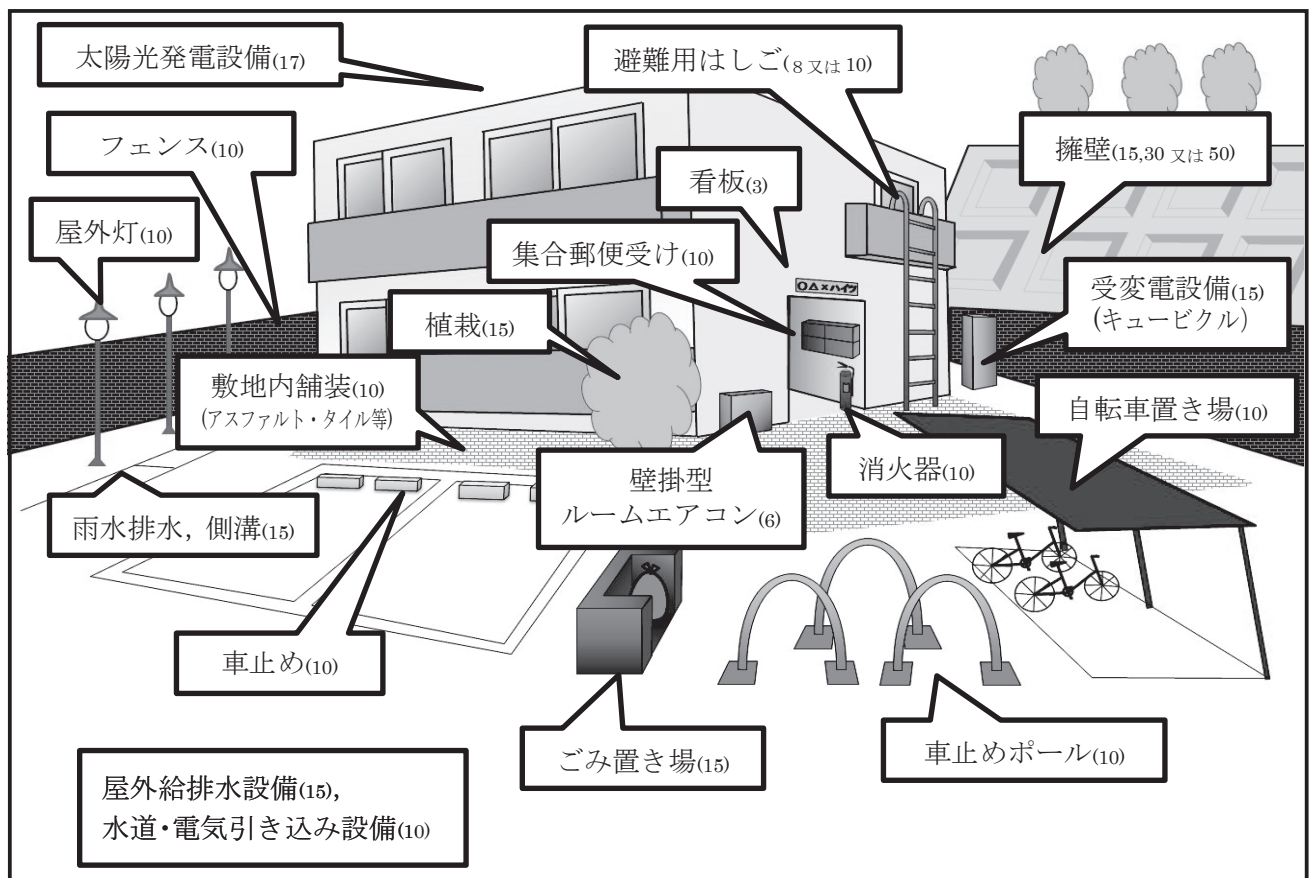 太陽光発電設備(17)
避難用はしご(8又は10)
フェンス(10)
擁壁(15,30 又は 50)
看板(3)
屋外灯(10)
集合郵便受け(10)
〇△×ハイツ
受変電設備(15)
(キュービクル)
植栽(15)
敷地内舗装(10)
(アスファルト・タイル等)
自転車置き場(10)
壁掛型
ルームエアコン(6)
消火器(10)
雨水排水, 側溝(15)
車止め(10)
ごみ置き場(15)
車止めポール(10)
屋外給排水設備(15),
水道・電気引き込み設備(10)